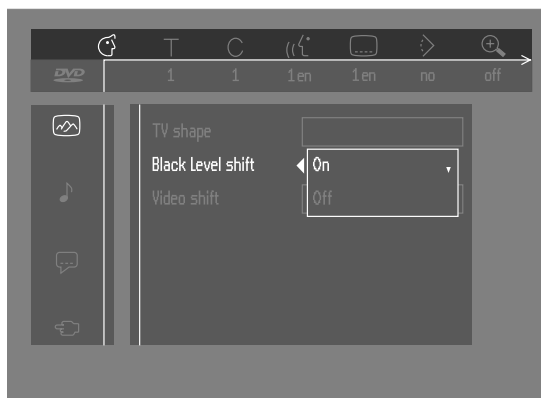 T C
DVD 1 1 1 en 1 en no off
TV shape
Black Level shift On
Video shift Off